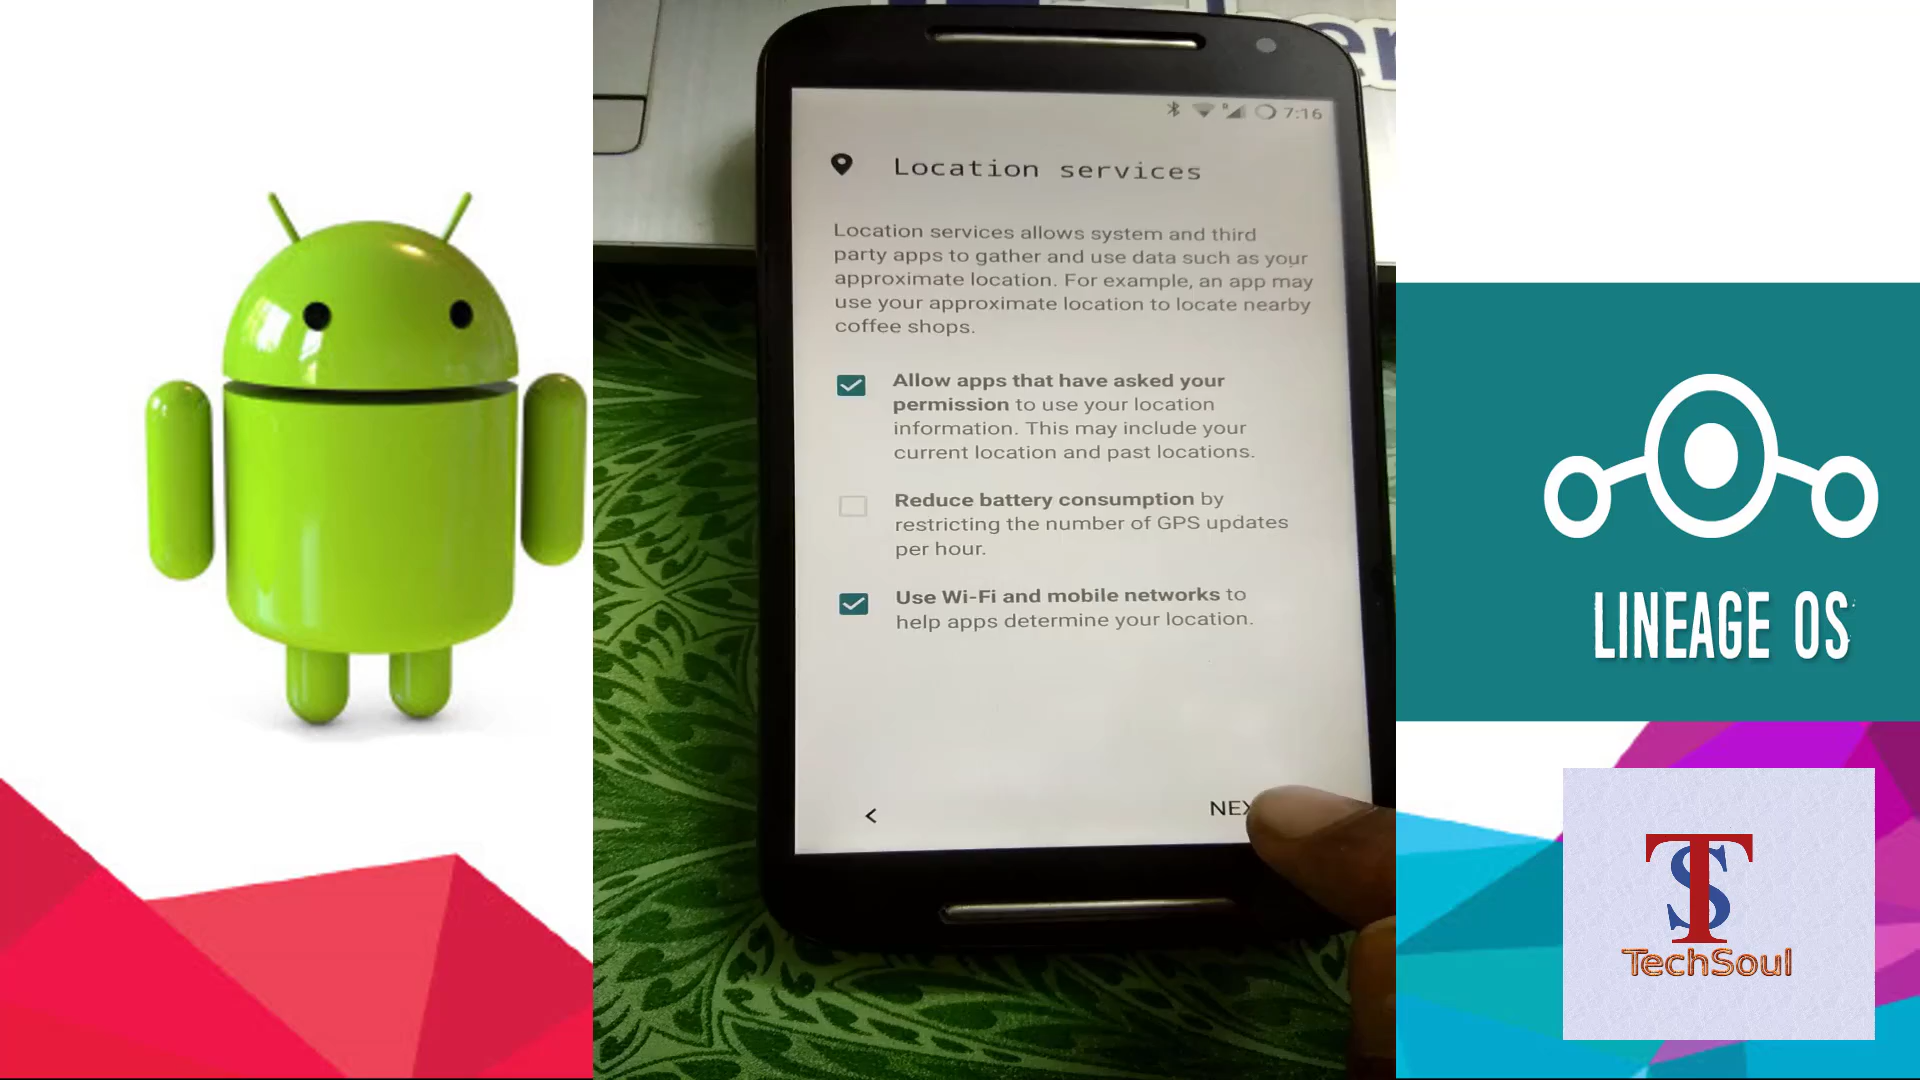 7:16
Location services
Location services allows system and third
party apps to gather and use data such as your
approximate location. For example, an app may
use your approximate location to locate nearby
coffee shops.
Allow apps that have asked your
permission to use your location
information. This may include your
current location and past locations.
Reduce battery consumption by
restricting the number of GPS updates
per hour.
Use Wi-Fi and mobile networks to
help apps determine your location.
<
LINEAGE OS
TS
TechSoul